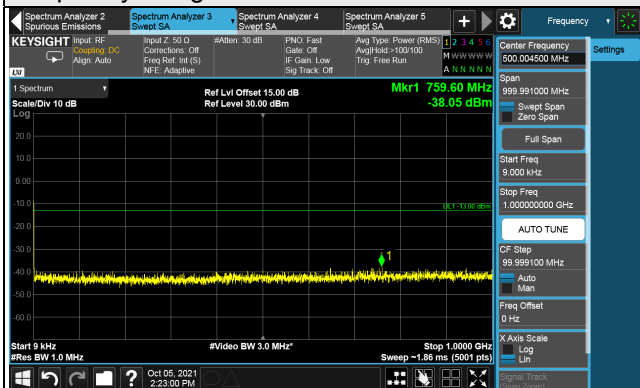 Spectrum Analyzer 2
Spurious Emissions
Spectrum Analyzer 3
Swept SA
Spectrum Analyzer 4
Swept SA
Spectrum Analyzer 5
Swept SA
+
Frequency
KEYSIGHT
Input: RF
Coupling: DC
Align: Auto
Input Z: 50 Ω
Corrections: Off
Freq Ref: Int (S)
NFE: Adaptive
#Atten: 30 dB
PNO: Fast
Gate: Off
IF Gain: Low
Sig Track: Off
Avg Type: Power (RMS)
Avg|Hold:>100/100
Trig: Free Run
1 2 3 4 5 6
M W W W W W
A N N N N N
LXI
1 Spectrum
Scale/Div 10 dB
Log
Ref Lvl Offset 15.00 dB
Ref Level 30.00 dBm
Mkr1 759.60 MHz
-38.05 dBm
20.0
10.0
0.00
-10.0
-20.0
-30.0
-40.0
-50.0
-60.0
DL1 -13.00 dBm
1
Start 9 kHz
#Res BW 1.0 MHz
#Video BW 3.0 MHz*
Stop 1.0000 GHz
Sweep ~1.86 ms (5001 pts)
Oct 05, 2021
2:23:00 PM
?
Settings
Center Frequency
500.004500 MHz
Span
999.991000 MHz
Swept Span
Zero Span
Full Span
Start Freq
9.000 kHz
Stop Freq
1.000000000 GHz
AUTO TUNE
CF Step
99.999100 MHz
Auto
Man
Freq Offset
0 Hz
X Axis Scale
Log
Lin
Signal Track